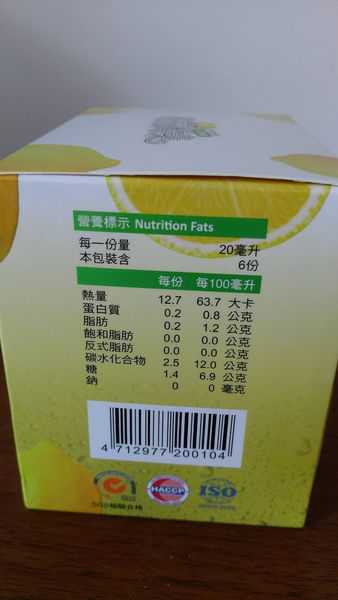 營養標示 Nutrition Fats
每一份量 20毫升
本包裝含 6份
每份 每100毫升
熱量 12.7 63.7 大卡
蛋白質 0.2 0.8 公克
脂肪 0.2 1.2 公克
飽和脂肪 0.0 0.0 公克
反式脂肪 0.0 0.0 公克
碳水化合物 2.5 12.0 公克
糖 1.4 6.9 公克
鈉 0 0 毫克
4 712977 200104
HACCP
ISO